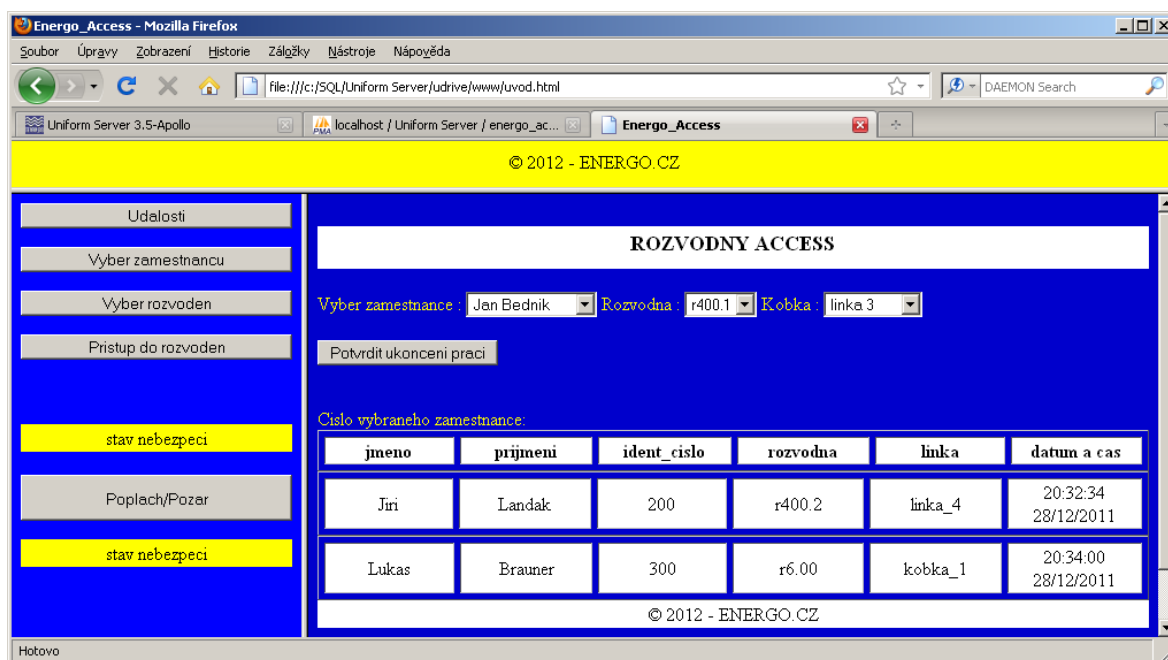 Energo_Access - Mozilla Firefox
Soubor Úpravy Zobrazení Historie Záložky Nástroje Nápověda
file:///c:/SQL/Uniform Server/udrive/www/uvod.html DAEMON Search
Uniform Server 3.5-Apollo localhost / Uniform Server / energo_ac... Energo_Access
PMA
© 2012 - ENERGO.CZ
Udalosti
Vyber zamestnancu
Vyber rozvoden
Pristup do rozvoden
stav nebezpeci
Poplach/Pozar
stav nebezpeci
ROZVODNY ACCESS
Vyber zamestnance : Jan Bednik Rozvodna : r400.1 Kobka : linka 3
Potvrdit ukonceni praci
Cislo vybraneho zamestnance:
jmeno prijmeni ident_cislo rozvodna linka datum a cas
Jiri Landak 200 r400.2 linka_4 20:32:34
28/12/2011
Lukas Brauner 300 r6.00 kobka_1 20:34:00
28/12/2011
© 2012 - ENERGO.CZ
Hotovo